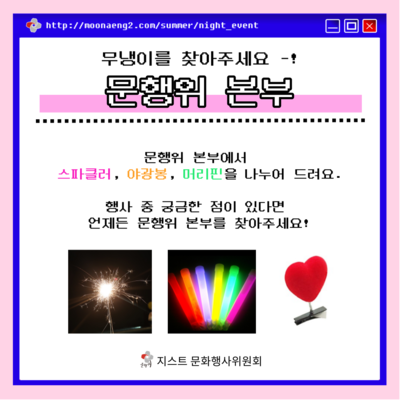 http://moonaeng2.com/summer/night_event
무냉이를 찾아주세요 -!
문행위 본부
문행위 본부에서
스파클러, 야광봉, 머리핀을 나누어 드려요.
행사 중 궁금한 점이 있다면
언제든 문행위 본부를 찾아주세요!
지스트 문화행사위원회